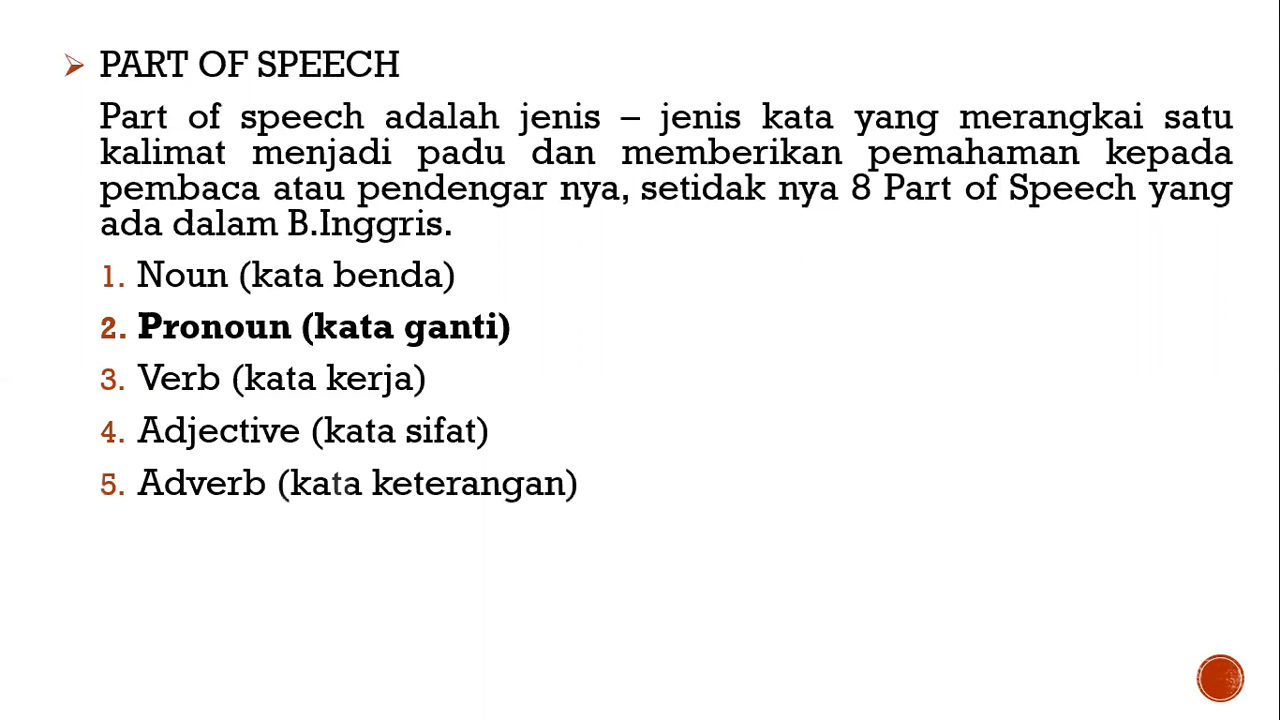 PART OF SPEECH
Part of speech adalah jenis – jenis kata yang merangkai satu
kalimat menjadi padu dan memberikan pemahaman kepada
pembaca atau pendengar nya, setidak nya 8 Part of Speech yang
ada dalam B.Inggris.
1. Noun (kata benda)
2. Pronoun (kata ganti)
3. Verb (kata kerja)
4. Adjective (kata sifat)
5. Adverb (kata keterangan)